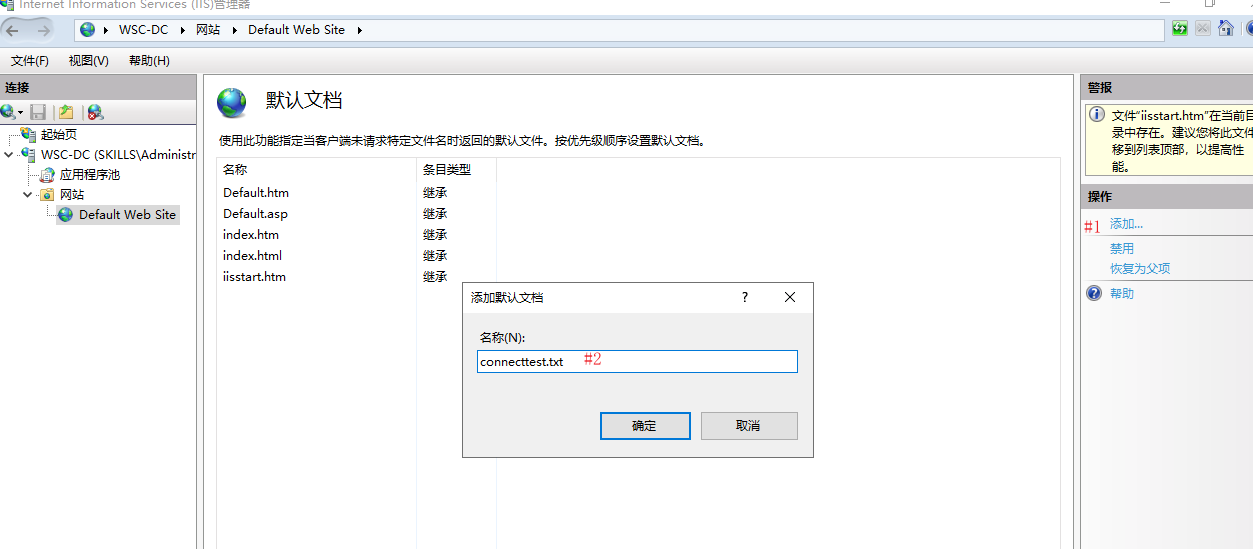 Internet Information Services (IIS)管理器
WSC-DC 网站 Default Web Site
文件(F) 视图(V) 帮助(H)
连接
起始页
WSC-DC (SKILLS\Administr
应用程序池
网站
Default Web Site
默认文档
使用此功能指定当客户端未请求特定文件名时返回的默认文件。按优先级顺序设置默认文档。
名称 条目类型
Default.htm 继承
Default.asp 继承
index.htm 继承
index.html 继承
iisstart.htm 继承
添加默认文档 ?
名称(N):
connecttest.txt #2
确定 取消
警报
文件“iisstart.htm”在当前目
录中存在。建议您将此文件
移到列表顶部，以提高性
能。
操作
#1 添加...
禁用
恢复为父项
帮助